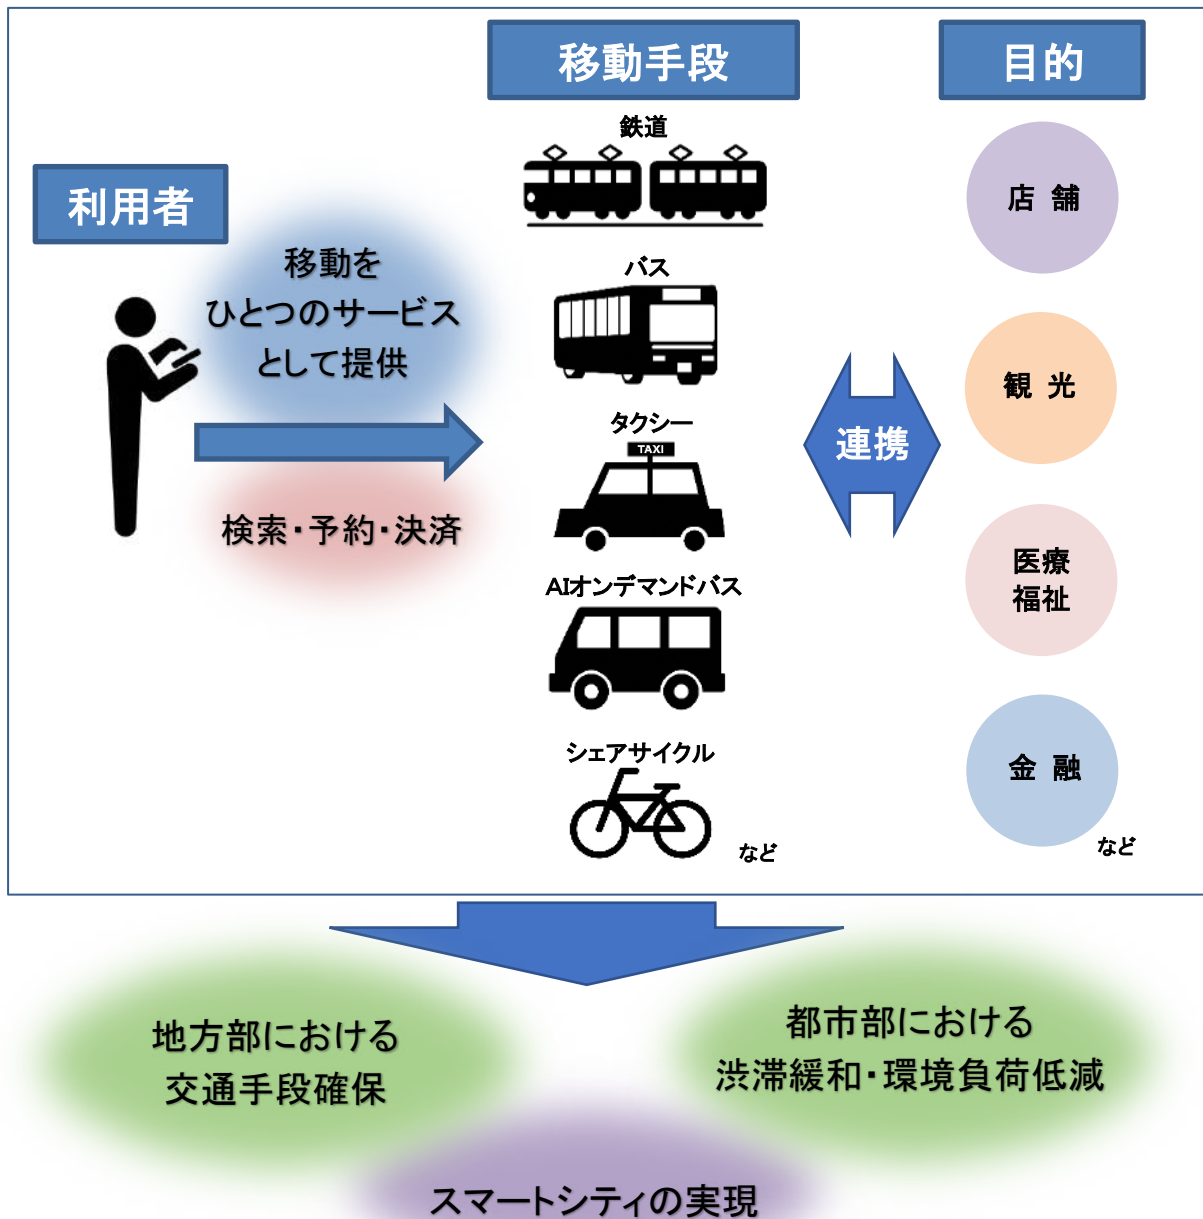 利用者
移動を
ひとつのサービス
として提供
検索・予約・決済
移動手段
鉄道
バス
タクシー
TAXI
AIオンデマンドバス
シェアサイクル
など
連携
目的
店 舗
観 光
医療
福祉
金 融
など
地方部における
交通手段確保
都市部における
渋滞緩和・環境負荷低減
スマートシティの実現